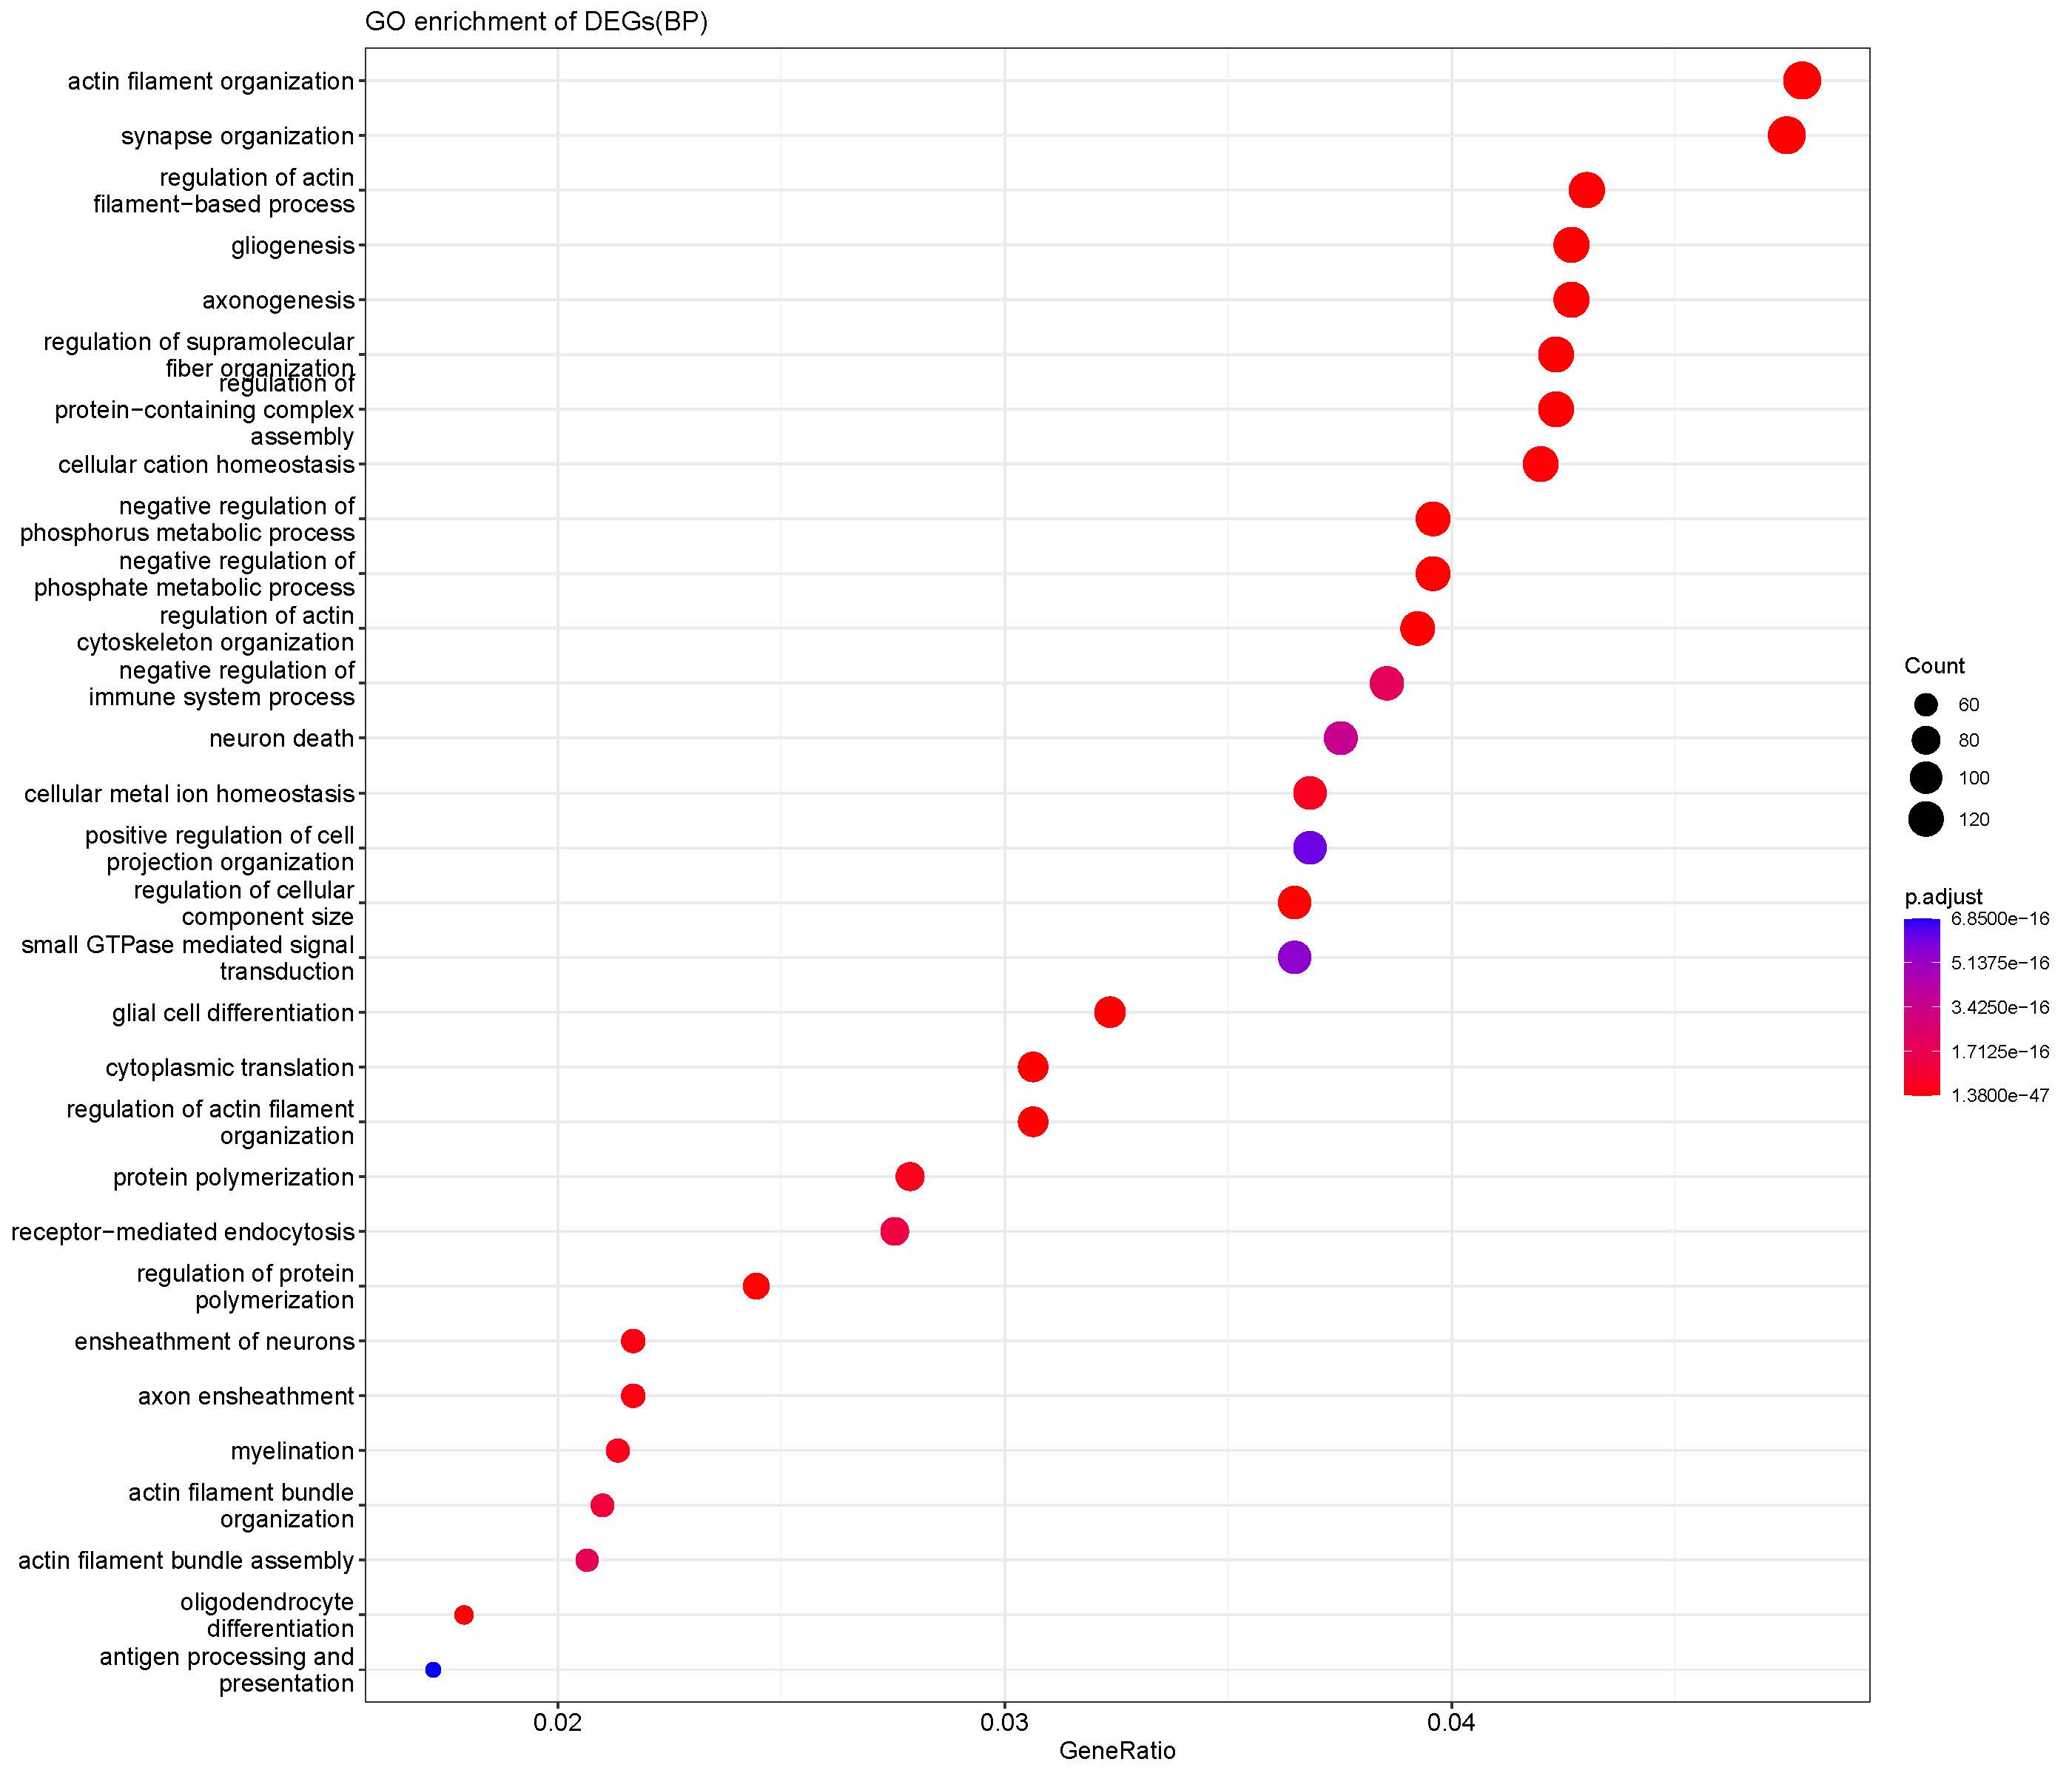 GO enrichment of DEGs(BP)
actin filament organization
synapse organization
regulation of actin
filament−based process
gliogenesis
axonogenesis
regulation of supramolecular
fiber organization
regulation of
protein−containing complex
assembly
cellular cation homeostasis
negative regulation of
phosphorus metabolic process
negative regulation of
phosphate metabolic process
regulation of actin
cytoskeleton organization
negative regulation of
immune system process
neuron death
cellular metal ion homeostasis
positive regulation of cell
projection organization
regulation of cellular
component size
small GTPase mediated signal
transduction
glial cell differentiation
cytoplasmic translation
regulation of actin filament
organization
protein polymerization
receptor−mediated endocytosis
regulation of protein
polymerization
ensheathment of neurons
axon ensheathment
myelination
actin filament bundle
organization
actin filament bundle assembly
oligodendrocyte
differentiation
antigen processing and
presentation
0.02
0.03
0.04
GeneRatio
Count
60
80
100
120
p.adjust
6.8500e−16
5.1375e−16
3.4250e−16
1.7125e−16
1.3800e−47